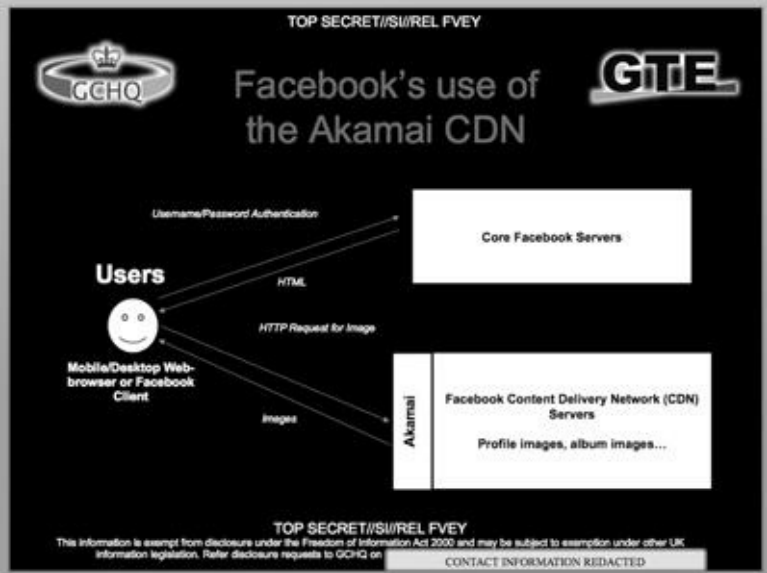 TOP SECRET//SI//REL FVEY
GCHQ
GTE
Facebook's use of
the Akamai CDN
Username/Password Authentication
Core Facebook Servers
HTML
Users
HTTP Request for Image
Mobile/Desktop Web-
browser or Facebook
Client
Images
Akamai
Facebook Content Delivery Network (CDN)
Servers
Profile images, album images...
TOP SECRET//SI//REL FVEY
This information is exempt from disclosure under the Freedom of Information Act 2000 and may be subject to exemption under other UK
information legislation. Refer disclosure requests to GCHQ on
CONTACT INFORMATION REDACTED